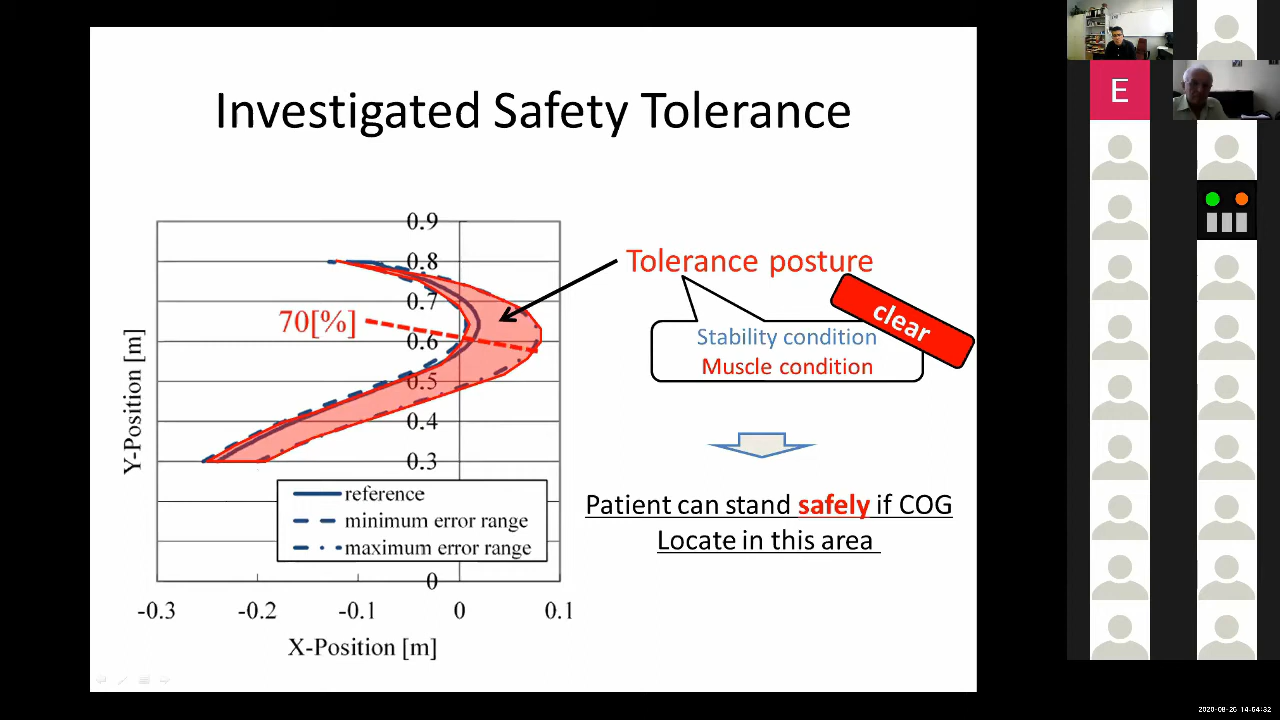 Investigated Safety Tolerance
0.9
0.8
0.7
0.6
0.5
0.4
0.3
0
-0.3
-0.2
-0.1
0
0.1
Y-Position [m]
X-Position [m]
70[%]
reference
minimum error range
maximum error range
Tolerance posture
clear
Stability condition
Muscle condition
Patient can stand safely if COG
Locate in this area
E
2020-08-26 14:54:32